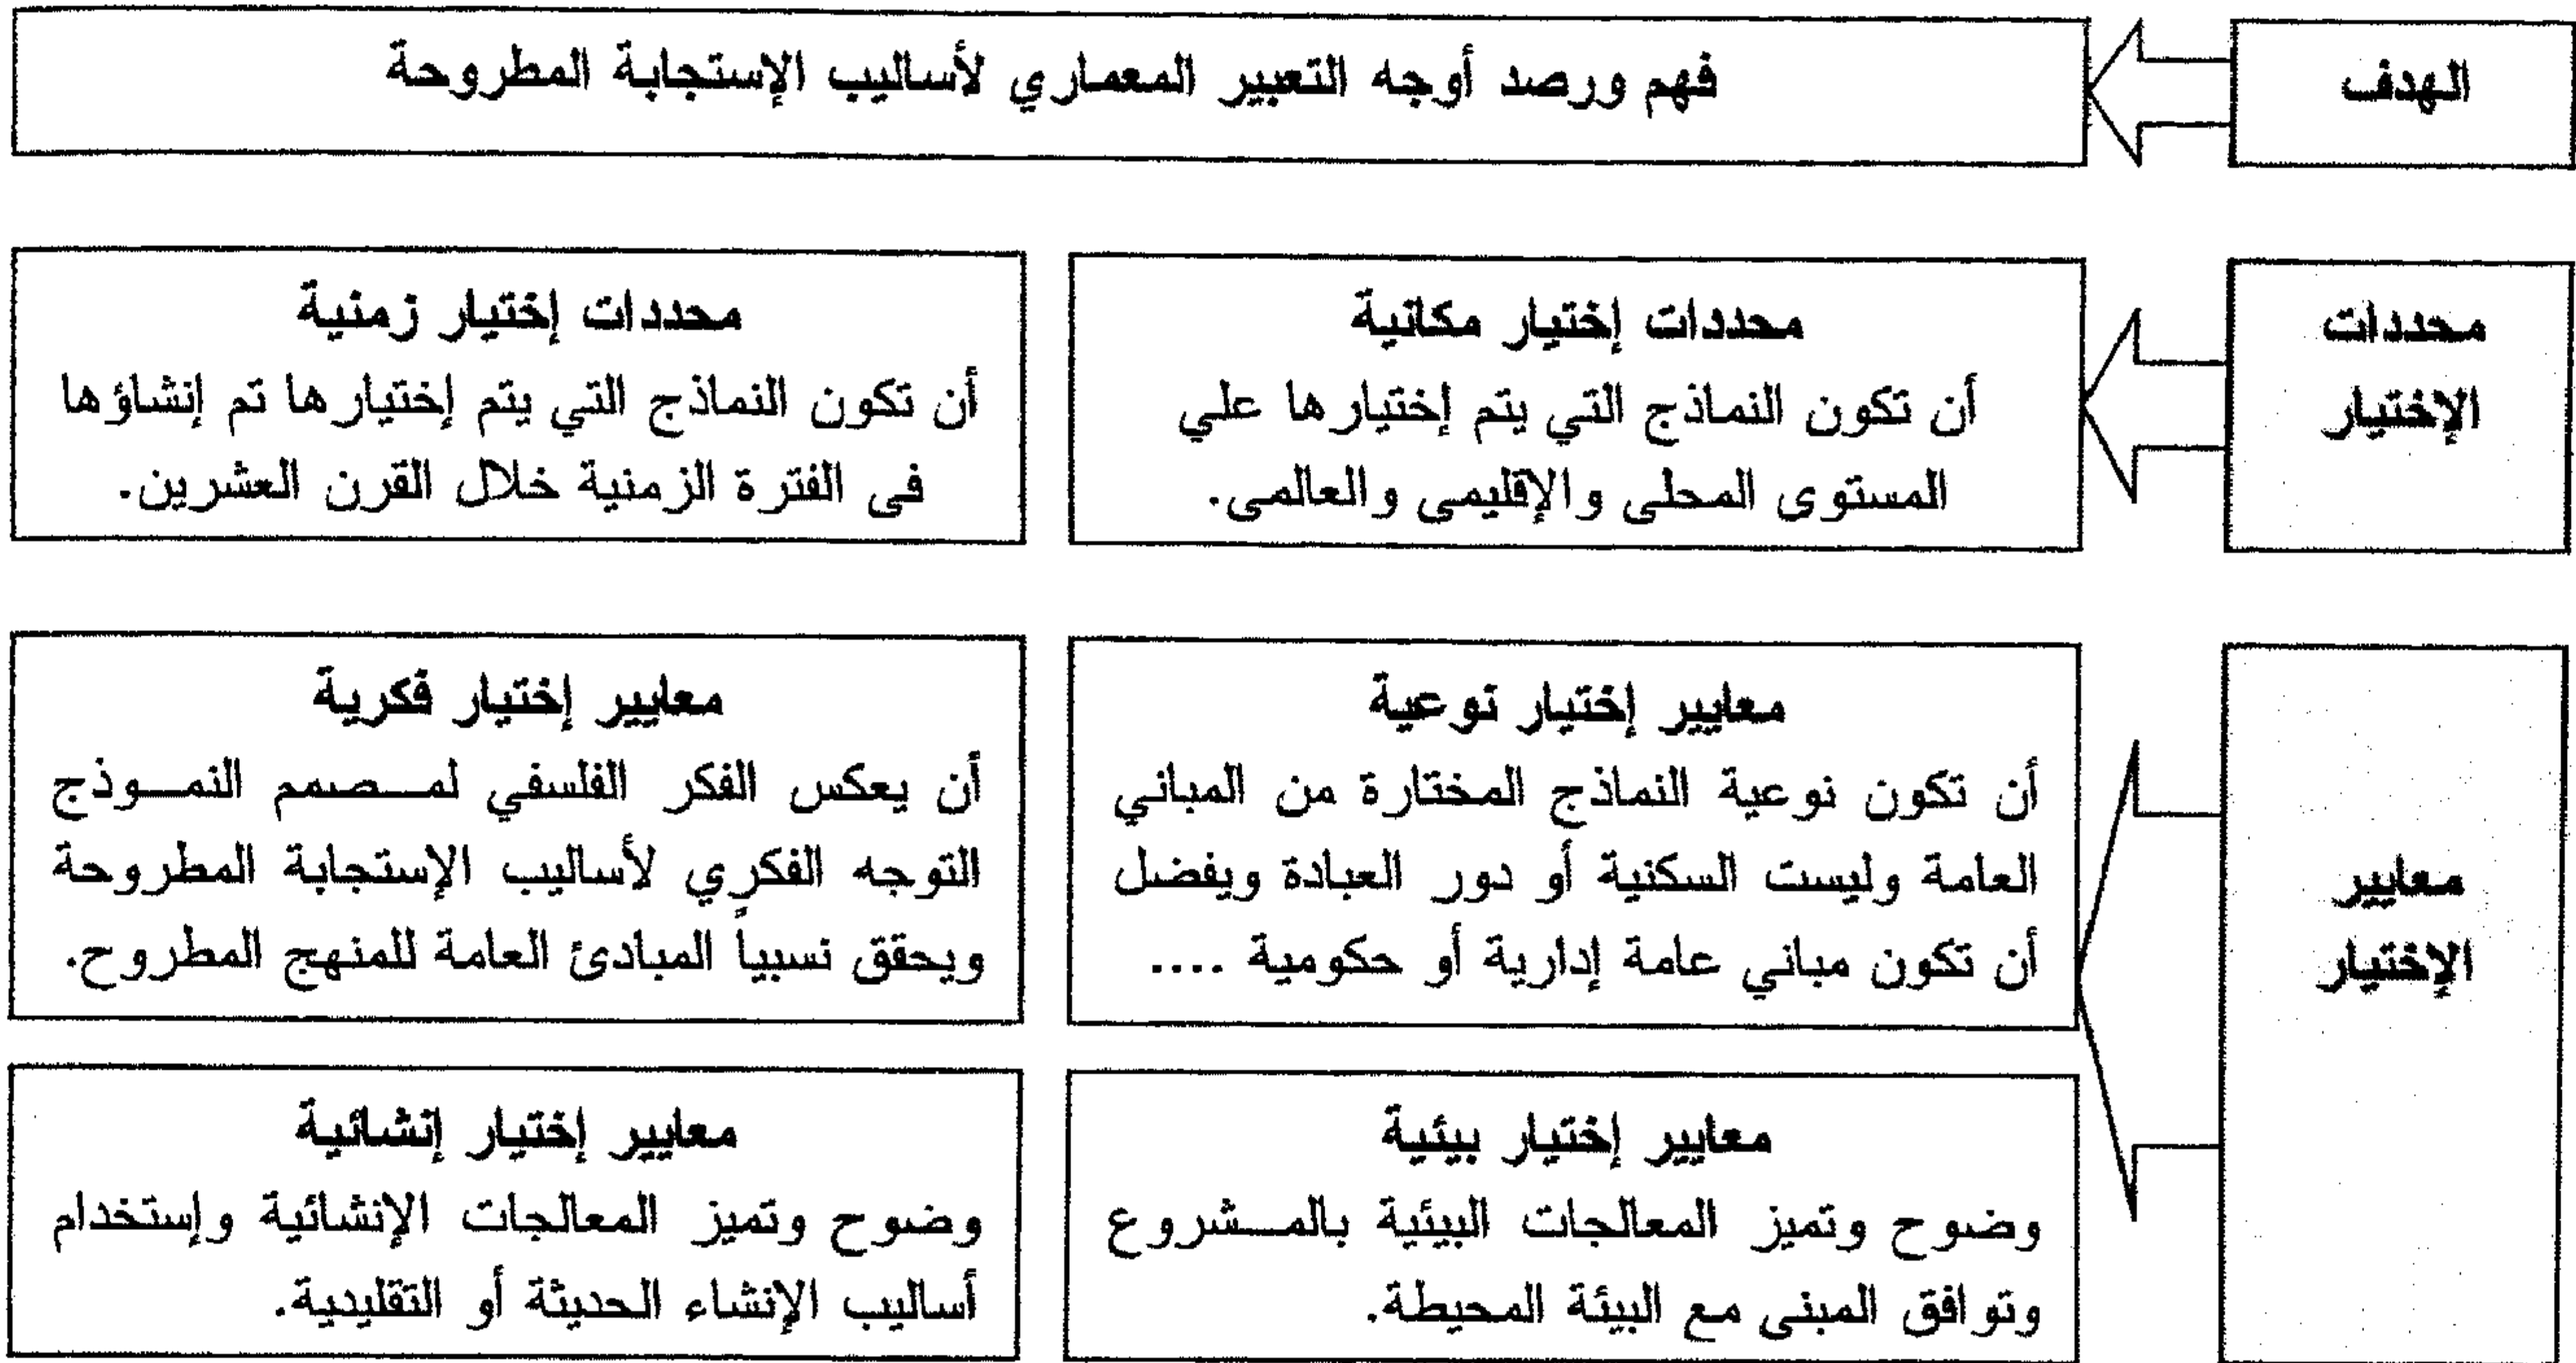 الهدف
فهم ورصد أوجه التعبير المعماري لأساليب الإستجابة المطروحة
محددات
الإختيار
محددات إختيار مكانية
أن تكون النماذج التي يتم إختيارها علي
المستوى المحلى والإقليمى والعالمى.
محددات إختيار زمنية
أن تكون النماذج التي يتم إختيارها تم إنشاؤها
فى الفترة الزمنية خلال القرن العشرين.
معايير
الإختيار
معايير إختيار نوعية
أن تكون نوعية النماذج المختارة من المباني
العامة وليست السكنية أو دور العبادة ويفضل
أن تكون مباني عامة إدارية أو حكومية ....
معايير إختيار فكرية
أن يعكس الفكر الفلسفي لمـصمم النمـوذج
التوجه الفكري لأساليب الإستجابة المطروحة
ويحقق نسبياً المبادئ العامة للمنهج المطروح.
معايير إختيار بيئية
وضوح وتميز المعالجات البيئية بالمـشروع
وتوافق المبنى مع البيئة المحيطة.
معايير إختيار إنشائية
وضوح وتميز المعالجات الإنشائية وإستخدام
أساليب الإنشاء الحديثة أو التقليدية.